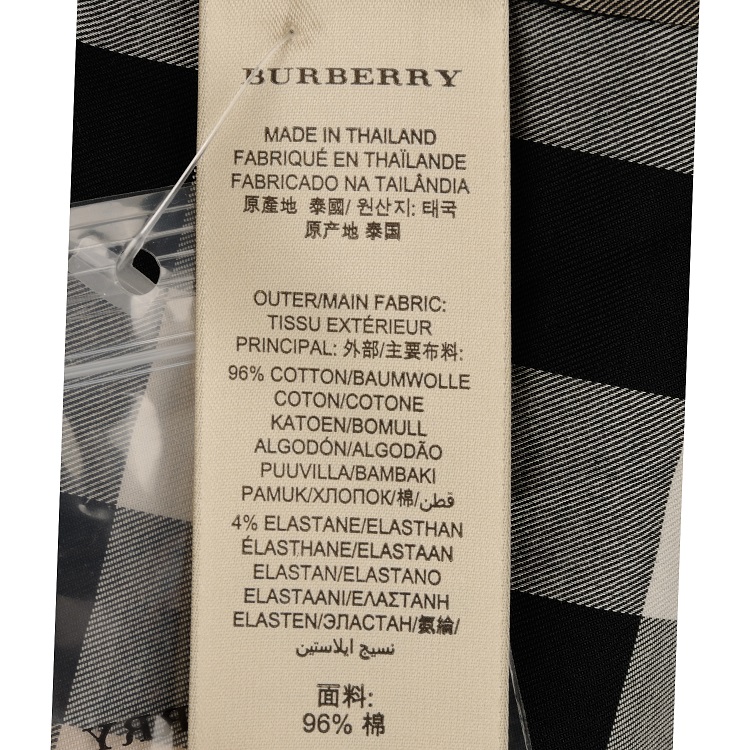 BURBERRY
MADE IN THAILAND
FABRIQUÉ EN THAÏLANDE
FABRICADO NA TAILÂNDIA
原產地 泰國/ 원산지: 태국
原产地 泰国
OUTER/MAIN FABRIC:
TISSU EXTÉRIEUR
PRINCIPAL: 外部/主要布料:
96% COTTON/BAUMWOLLE
COTON/COTONE
KATOEN/BOMULL
ALGODÓN/ALGODÃO
PUUVILLA/BAMBAKI
PAMUK/ХЛОПОК/棉/قطن
4% ELASTANE/ELASTHAN
ÉLASTHANE/ELASTAAN
ELASTAN/ELASTANO
ELASTAANI/ΕΛΑΣΤΑΝΗ
ELASTEN/ЭЛАСТАН/氨綸/
نسيج ايلاستين
面料:
96% 棉